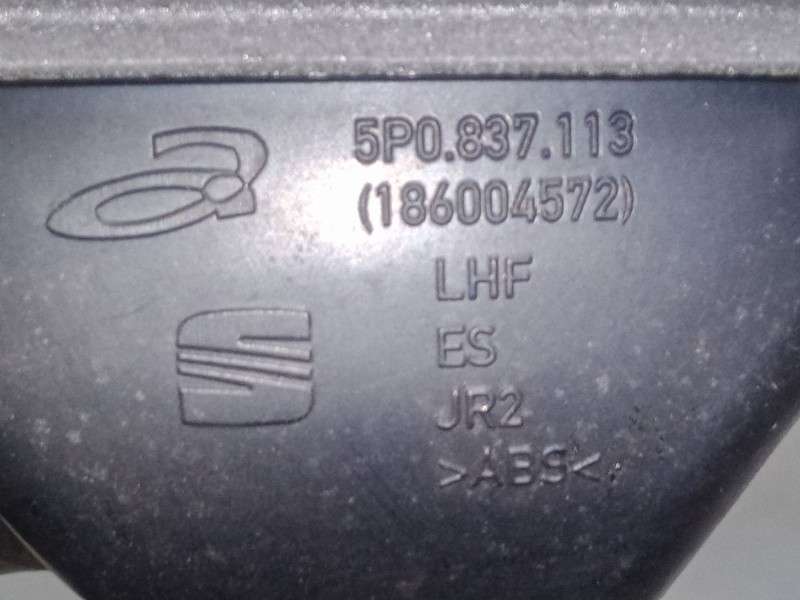 5P0.837.113
(186004572)
LHF
ES
JR2
>ABS<